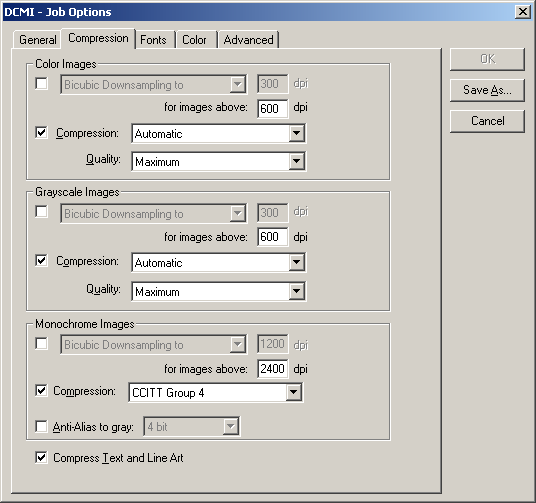 DCMI - Job Options
General Compression Fonts Color Advanced
Color Images
Bicubic Downsampling to 300 dpi
for images above: 600 dpi
Compression: Automatic
Quality: Maximum
Grayscale Images
Bicubic Downsampling to 300 dpi
for images above: 600 dpi
Compression: Automatic
Quality: Maximum
Monochrome Images
Bicubic Downsampling to 1200 dpi
for images above: 2400 dpi
Compression: CCITT Group 4
Anti-Alias to gray: 4 bit
Compress Text and Line Art
OK
Save As...
Cancel